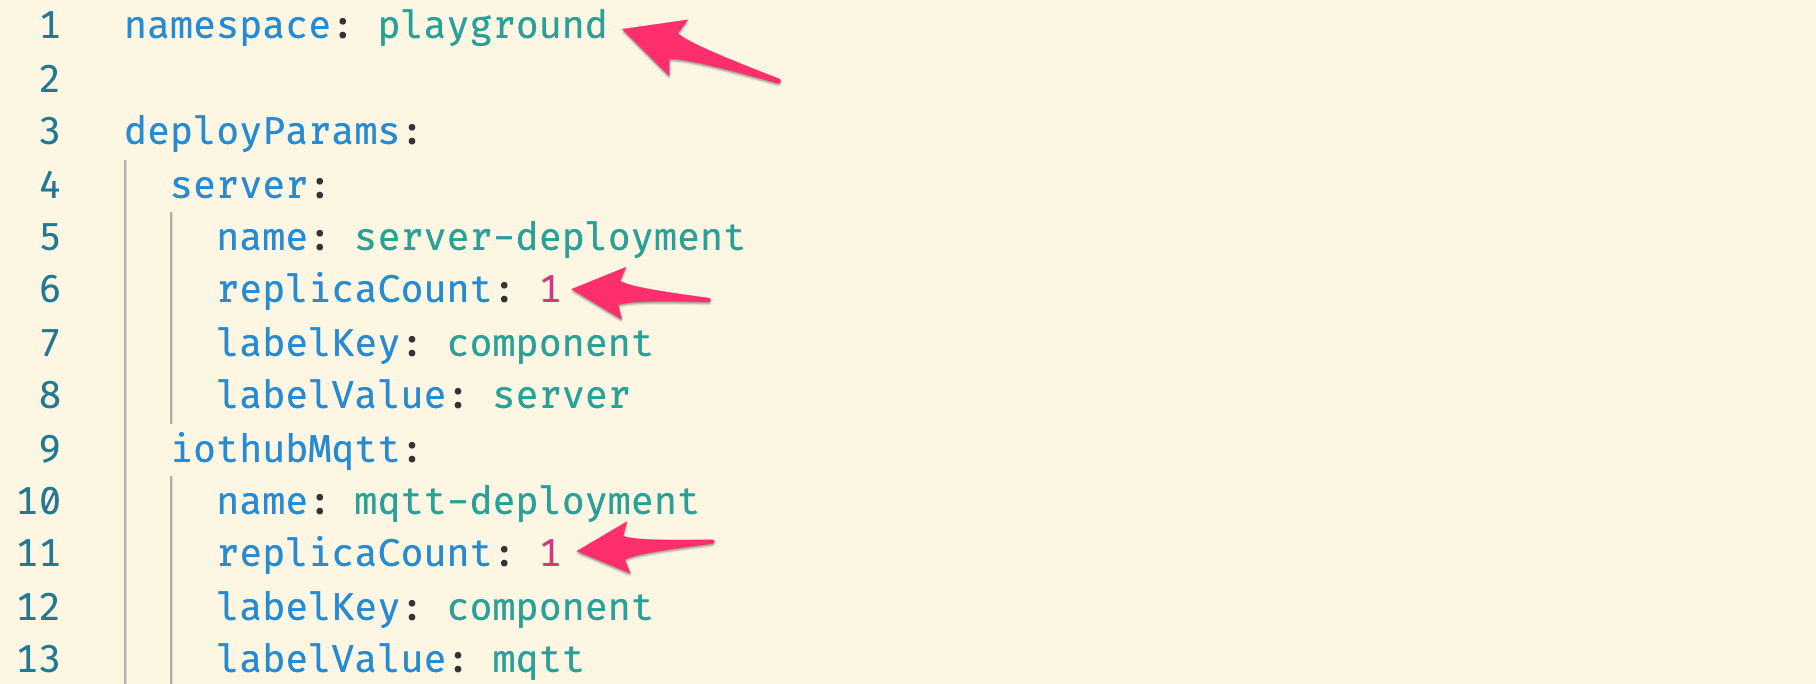 1 namespace: playground
2
3 deployParams:
4 server:
5 name: server-deployment
6 replicaCount: 1
7 labelKey: component
8 labelValue: server
9 iothubMqtt:
10 name: mqtt-deployment
11 replicaCount: 1
12 labelKey: component
13 labelValue: mqtt